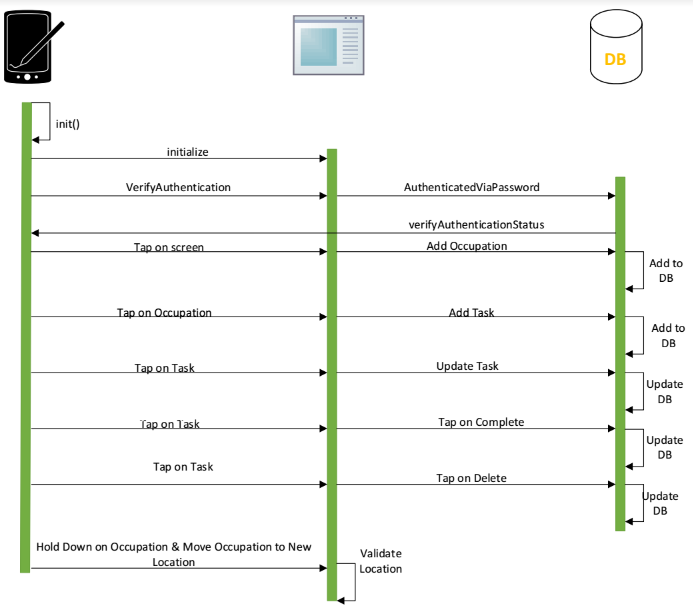 DB
init()
initialize
VerifyAuthentication
AuthenticatedViaPassword
verifyAuthenticationStatus
Tap on screen
Add Occupation
Add to
DB
Tap on Occupation
Add Task
Add to
DB
Tap on Task
Update Task
Update
DB
Tap on Task
Tap on Complete
Update
DB
Tap on Task
Tap on Delete
Update
DB
Hold Down on Occupation & Move Occupation to New
Location
Validate
Location